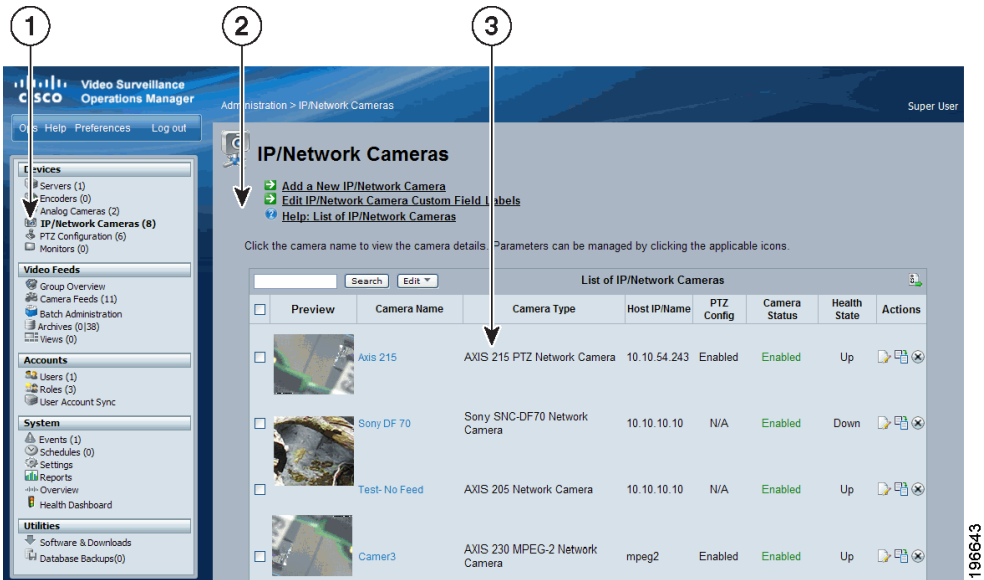 1 2 3
Video Surveillance
CISCO Operations Manager
Administration > IP/Network Cameras
Super User
Ops Help Preferences Log out
Devices
Servers (1)
Encoders (0)
Analog Cameras (2)
IP/Network Cameras (8)
PTZ Configuration (6)
Monitors (0)
Video Feeds
Group Overview
Camera Feeds (11)
Batch Administration
Archives (0|38)
Views (0)
Accounts
Users (1)
Roles (3)
User Account Sync
System
Events (1)
Schedules (0)
Settings
Reports
Overview
Health Dashboard
Utilities
Software & Downloads
Database Backups(0)
IP/Network Cameras
Add a New IP/Network Camera
Edit IP/Network Camera Custom Field Labels
Help: List of IP/Network Cameras
Click the camera name to view the camera details. Parameters can be managed by clicking the applicable icons.
Search Edit List of IP/Network Cameras
Preview Camera Name Camera Type Host IP/Name PTZ Config Camera Status Health State Actions
Axis 215 AXIS 215 PTZ Network Camera 10.10.54.243 Enabled Enabled Up
Sony DF 70 Sony SNC-DF70 Network Camera 10.10.10.10 N/A Enabled Down
Test- No Feed AXIS 205 Network Camera 10.10.10.10 N/A Enabled Up
Camer3 AXIS 230 MPEG-2 Network Camera mpeg2 Enabled Enabled Up
196643